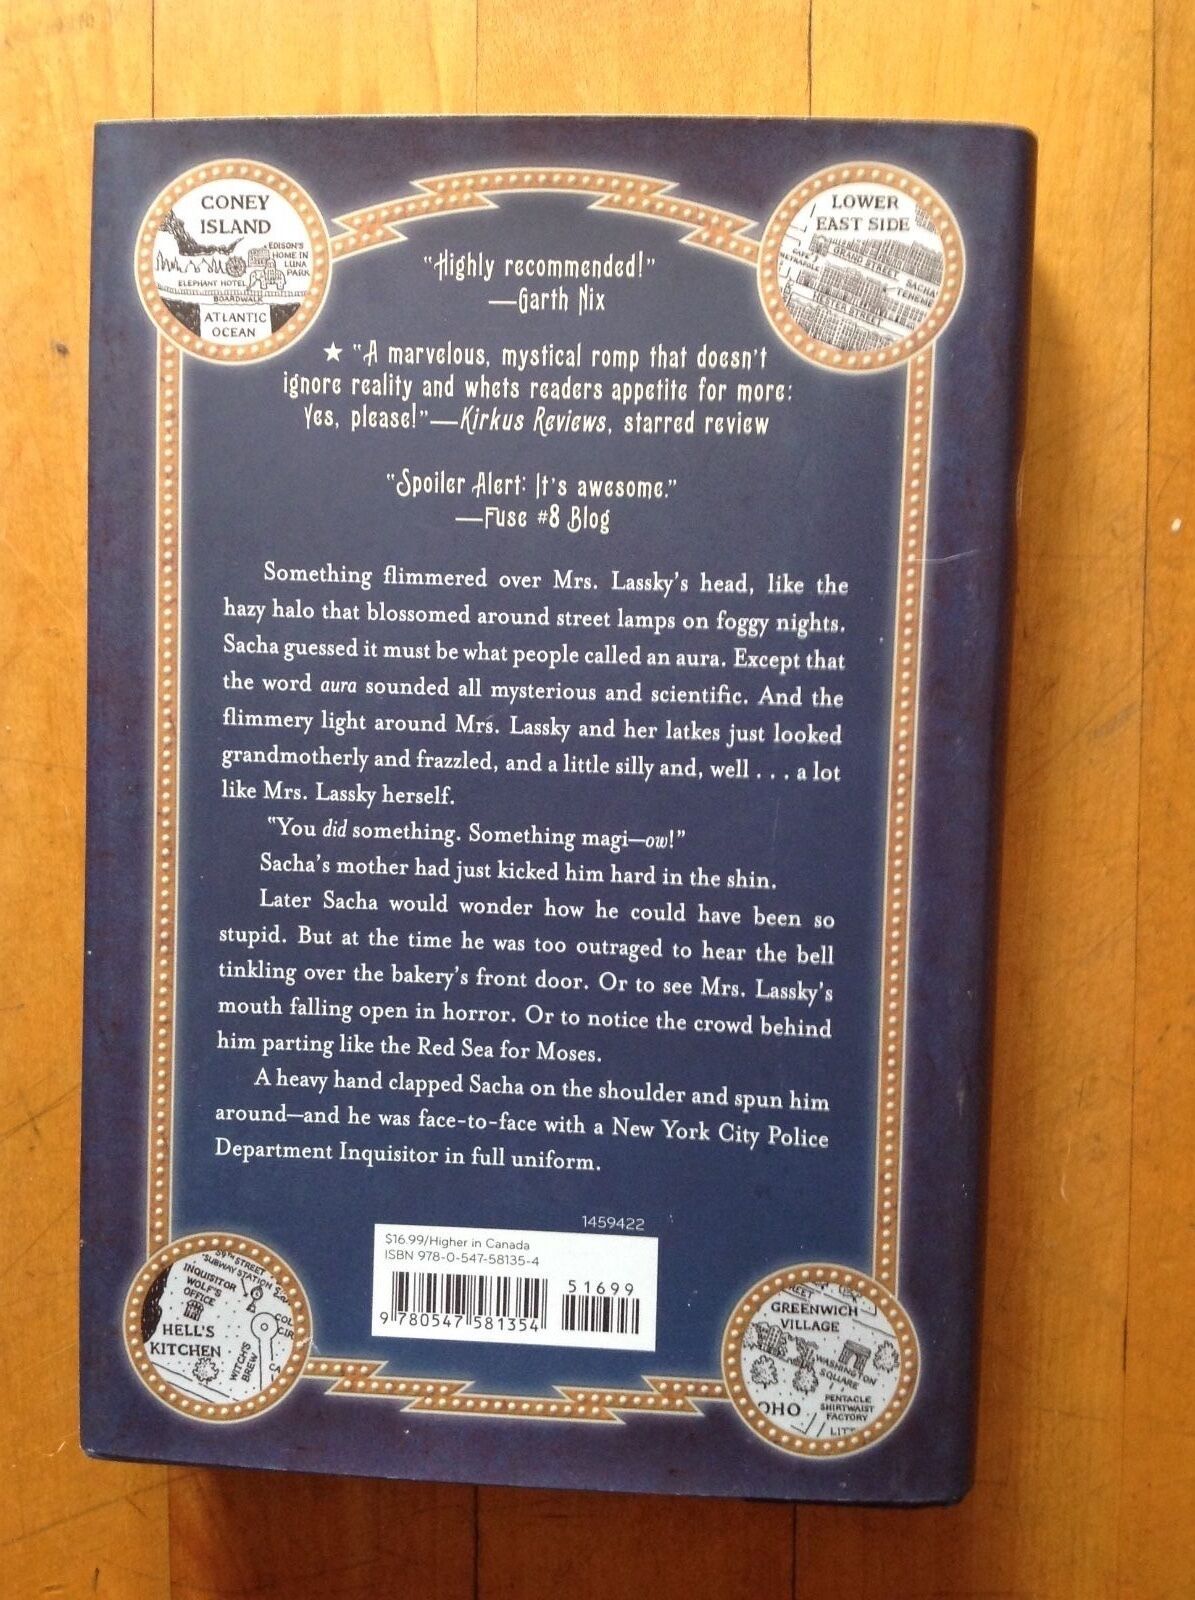 CONEY
ISLAND
EDISON'S
HOME IN
LUNA
PARK
ELEPHANT HOTEL
BOARDWALK
ATLANTIC
OCEAN
LOWER
EAST SIDE
GRAND STREET
SACHA'S
HESTER STREET
"Highly recommended!"
—Garth Nix
★ "A marvelous, mystical romp that doesn't
ignore reality and whets readers appetite for more:
Yes, please!"—Kirkus Reviews, starred review
"Spoiler Alert: It's awesome."
—Fuse #8 Blog
Something flimmered over Mrs. Lassky's head, like the
hazy halo that blossomed around street lamps on foggy nights.
Sacha guessed it must be what people called an aura. Except that
the word aura sounded all mysterious and scientific. And the
flimmery light around Mrs. Lassky and her latkes just looked
grandmotherly and frazzled, and a little silly and, well . . . a lot
like Mrs. Lassky herself.
"You did something. Something magi—ow!"
Sacha's mother had just kicked him hard in the shin.
Later Sacha would wonder how he could have been so
stupid. But at the time he was too outraged to hear the bell
tinkling over the bakery's front door. Or to see Mrs. Lassky's
mouth falling open in horror. Or to notice the crowd behind
him parting like the Red Sea for Moses.
A heavy hand clapped Sacha on the shoulder and spun him
around—and he was face-to-face with a New York City Police
Department Inquisitor in full uniform.
1459422
$16.99/Higher in Canada
ISBN 978-0-547-58135-4
51699
9 780547 581354
59TH STREET
SUBWAY STATION
INQUISITOR
WOLF'S
OFFICE
HELL'S
KITCHEN
WITCH'S
BREW
COL
CIR
GREENWICH
VILLAGE
WASHINGTON
SQUARE
PENTACLE
SHIRTWAIST
FACTORY
OHO
LITT